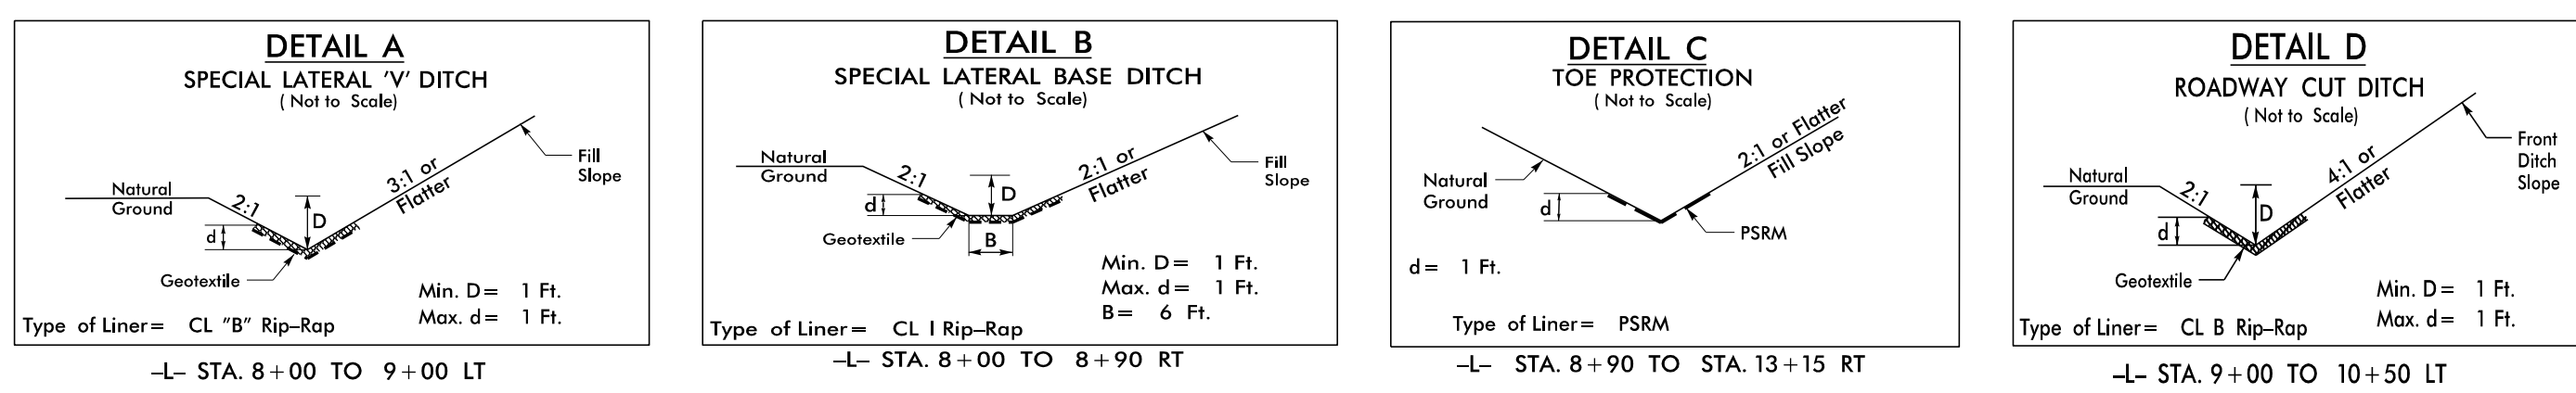 DETAIL A
SPECIAL LATERAL 'V' DITCH
( Not to Scale)
Natural
Ground
2:1
d
D
3:1 or
Flatter
Fill
Slope
Geotextile
Min. D= 1 Ft.
Max. d= 1 Ft.
Type of Liner= CL "B" Rip-Rap
-L- STA. 8+00 TO 9+00 LT
DETAIL B
SPECIAL LATERAL BASE DITCH
( Not to Scale)
Natural
Ground
2:1
d
D
2:1 or
Flatter
Fill
Slope
Geotextile
B
Min. D= 1 Ft.
Max. d= 1 Ft.
B= 6 Ft.
Type of Liner= CL I Rip-Rap
-L- STA. 8+00 TO 8+90 RT
DETAIL C
TOE PROTECTION
( Not to Scale)
Natural
Ground
d
2:1 or Flatter
Fill Slope
PSRM
d= 1 Ft.
Type of Liner= PSRM
-L- STA. 8+90 TO STA. 13+15 RT
DETAIL D
ROADWAY CUT DITCH
( Not to Scale)
Natural
Ground
2:1
d
D
4:1 or
Flatter
Front
Ditch
Slope
Geotextile
Min. D= 1 Ft.
Max. d= 1 Ft.
Type of Liner= CL B Rip-Rap
-L- STA. 9+00 TO 10+50 LT